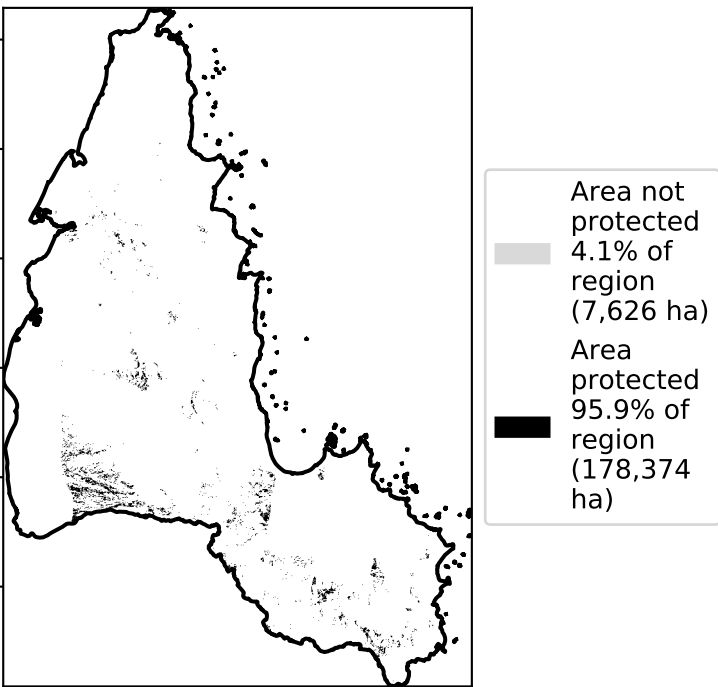 Area not
protected
4.1% of
region
(7,626 ha)
Area
protected
95.9% of
region
(178,374
ha)